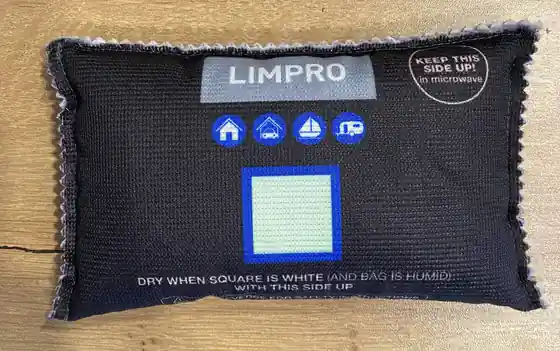 LIMPRO
KEEP THIS
SIDE UP!
in microwave
DRY WHEN SQUARE IS WHITE (AND BAG IS HUMID)
WITH THIS SIDE UP